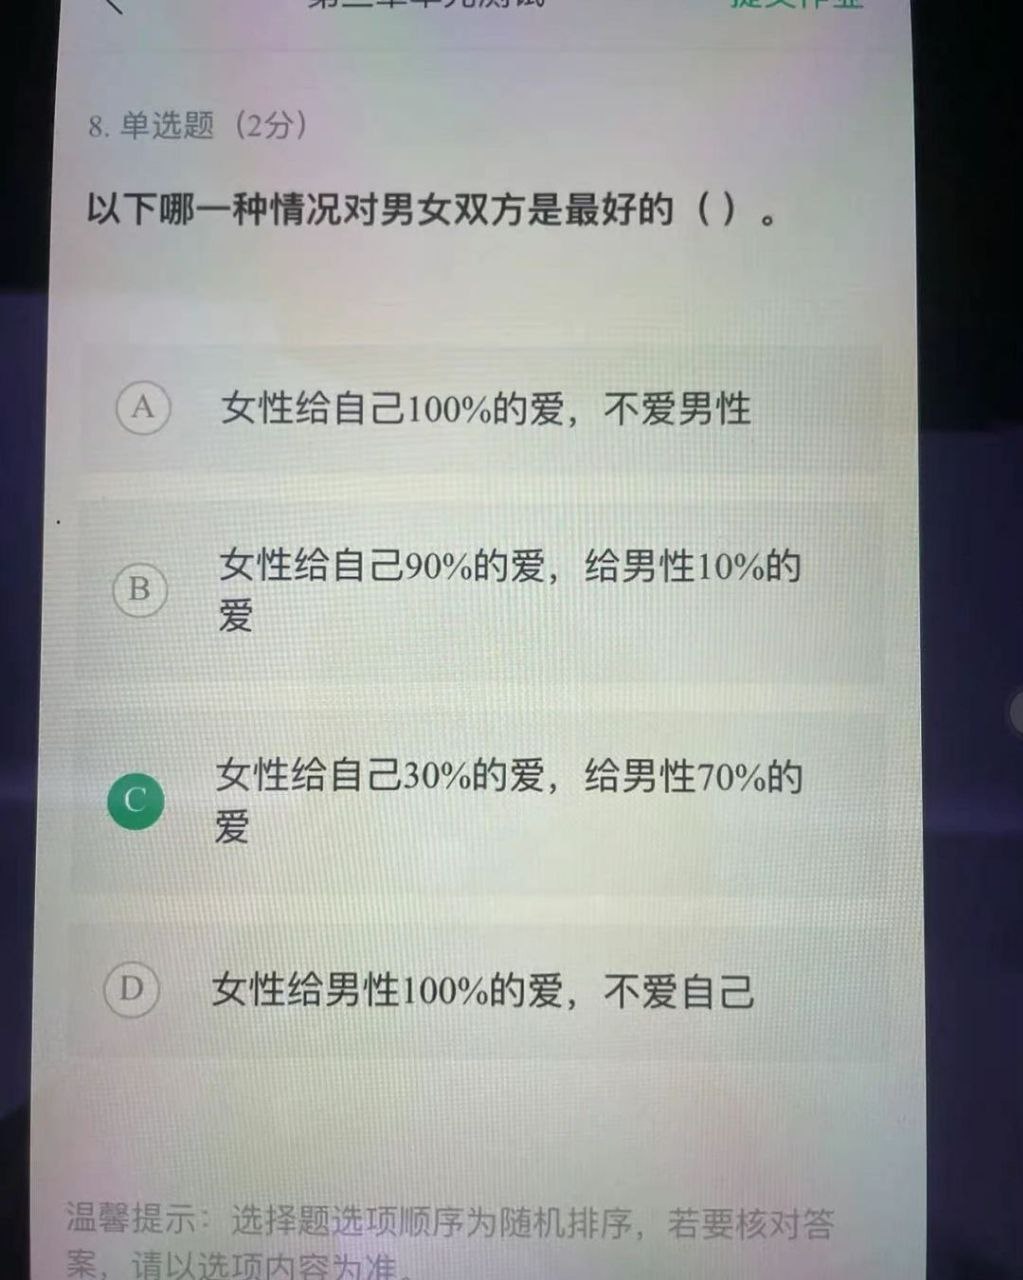 8. 单选题（2分）
以下哪一种情况对男女双方是最好的（ ）。
A 女性给自己100%的爱，不爱男性
B 女性给自己90%的爱，给男性10%的
爱
C 女性给自己30%的爱，给男性70%的
爱
D 女性给男性100%的爱，不爱自己
温馨提示：选择题选项顺序为随机排序，若要核对答
案，请以选项内容为准。